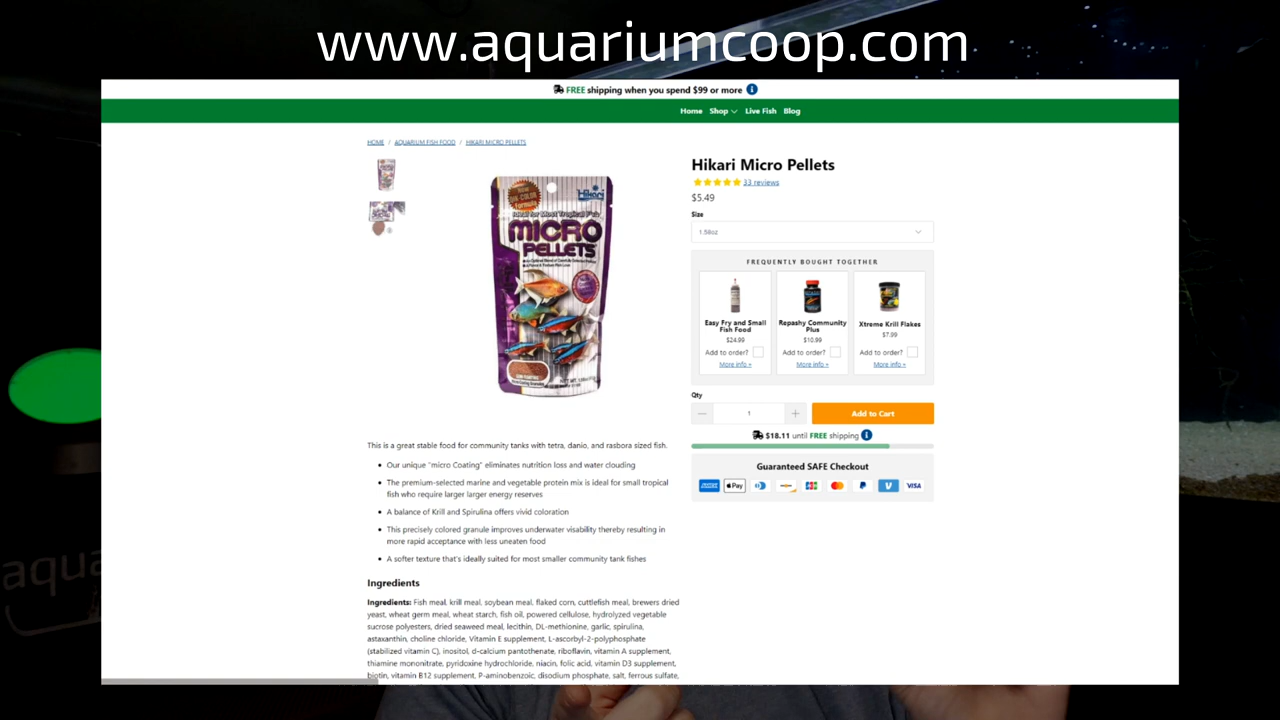 www.aquariumcoop.com
FREE shipping when you spend $99 or more
Home Shop Live Fish Blog
HOME / AQUARIUM FISH FOOD / HIKARI MICRO PELLETS
Hikari
Ideal for Most Tropical Fish
MICRO
PELLETS
Hikari Micro Pellets
33 reviews
$5.49
Size
1.58oz
FREQUENTLY BOUGHT TOGETHER
Easy Fry and Small
Fish Food
$24.99
Add to order?
More info »
Repashy Community
Plus
$10.99
Add to order?
More info »
Xtreme Krill Flakes
$7.99
Add to order?
More info »
Qty
1
Add to Cart
$18.11 until FREE shipping
Guaranteed SAFE Checkout
Pay
VISA
This is a great stable food for community tanks with tetra, danio, and rasbora sized fish.
Our unique "micro Coating" eliminates nutrition loss and water clouding
The premium-selected marine and vegetable protein mix is ideal for small tropical
fish who require larger larger energy reserves
A balance of Krill and Spirulina offers vivid coloration
This precisely colored granule improves underwater visability thereby resulting in
more rapid acceptance with less uneaten food
A softer texture that's ideally suited for most smaller community tank fishes
Ingredients
Ingredients: Fish meal, krill meal, soybean meal, flaked corn, cuttlefish meal, brewers dried
yeast, wheat germ meal, wheat starch, fish oil, powered cellulose, hydrolyzed vegetable
sucrose polyesters, dried seaweed meal, lecithin, DL-methionine, garlic, spirulina,
astaxanthin, choline chloride, Vitamin E supplement, L-ascorbyl-2-polyphosphate
(stabilized vitamin C), inositol, d-calcium pantothenate, riboflavin, vitamin A supplement,
thiamine mononitrate, pyridoxine hydrochloride, niacin, folic acid, vitamin D3 supplement,
biotin, vitamin B12 supplement, P-aminobenzoic, disodium phosphate, salt, ferrous sulfate,
aqua